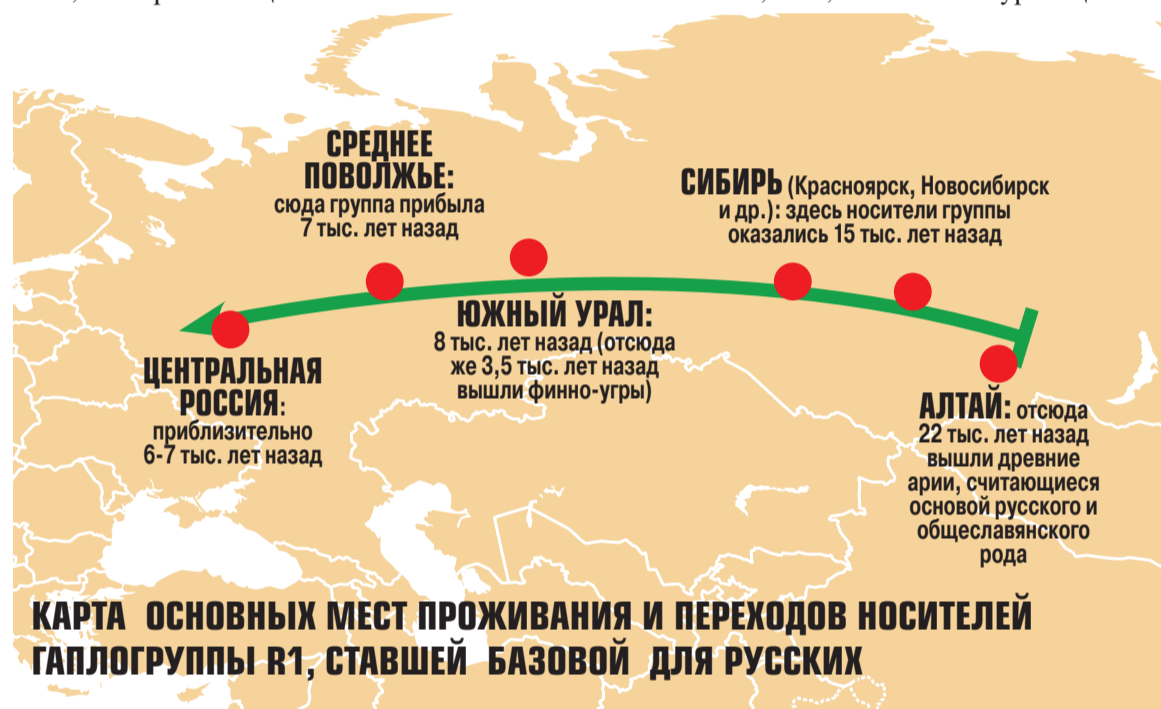 СРЕДНЕЕ
ПОВОЛЖЬЕ:
сюда группа прибыла
7 тыс. лет назад
СИБИРЬ (Красноярск, Новосибирск
и др.): здесь носители группы
оказались 15 тыс. лет назад
ЮЖНЫЙ УРАЛ:
8 тыс. лет назад (отсюда
же 3,5 тыс. лет назад
вышли финно-угры)
ЦЕНТРАЛЬНАЯ
РОССИЯ:
приблизительно
6-7 тыс. лет назад
АЛТАЙ: отсюда
22 тыс. лет назад
вышли древние
арии, считающиеся
основой русского и
общеславянского
рода
КАРТА ОСНОВНЫХ МЕСТ ПРОЖИВАНИЯ И ПЕРЕХОДОВ НОСИТЕЛЕЙ
ГАПЛОГРУППЫ R1, СТАВШЕЙ БАЗОВОЙ ДЛЯ РУССКИХ